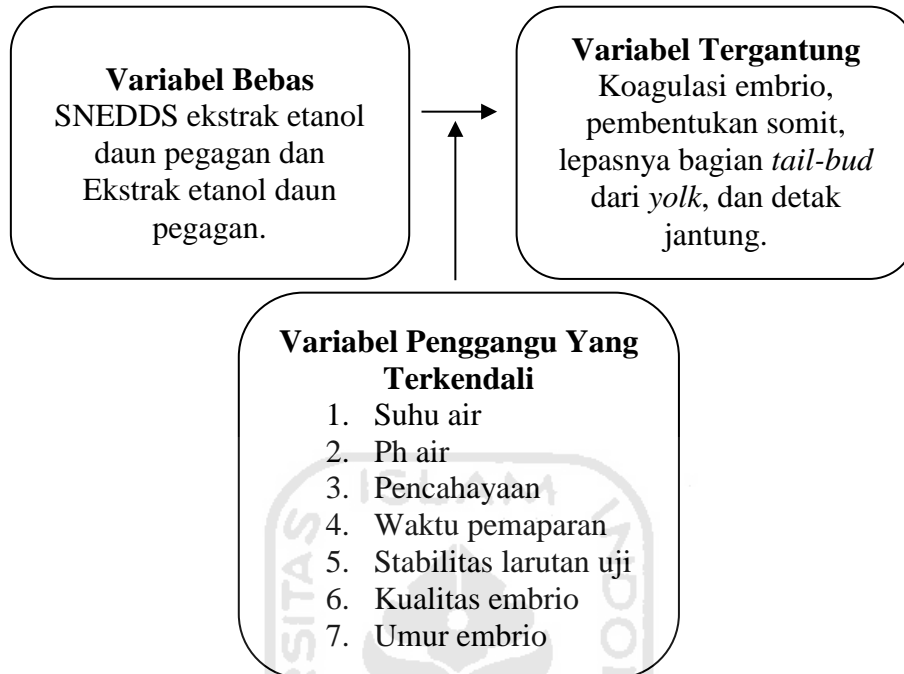 Variabel Bebas
SNEDDS ekstrak etanol
daun pegagan dan
Ekstrak etanol daun
pegagan.
Variabel Tergantung
Koagulasi embrio,
pembentukan somit,
lepasnya bagian tail-bud
dari yolk, dan detak
jantung.
Variabel Penggangu Yang
Terkendali
1. Suhu air
2. Ph air
3. Pencahayaan
4. Waktu pemaparan
5. Stabilitas larutan uji
6. Kualitas embrio
7. Umur embrio
ISLAM